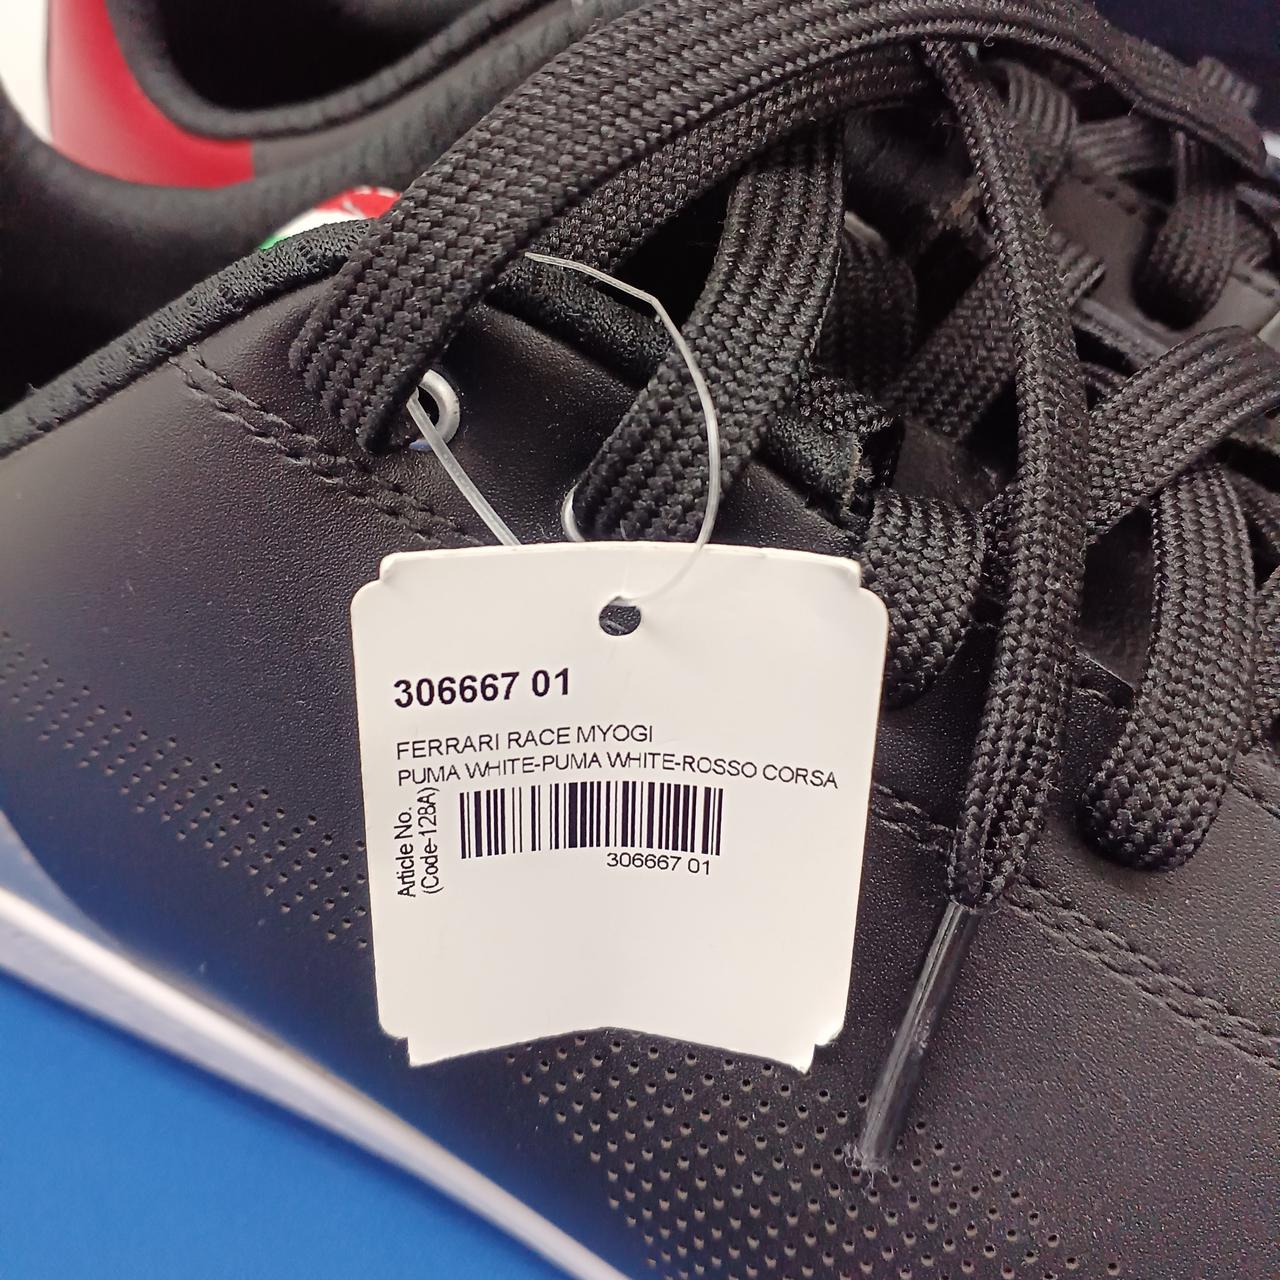 306667 01
FERRARI RACE MYOGI
PUMA WHITE-PUMA WHITE-ROSSO CORSA
Article No.
(Code-128A)
306667 01